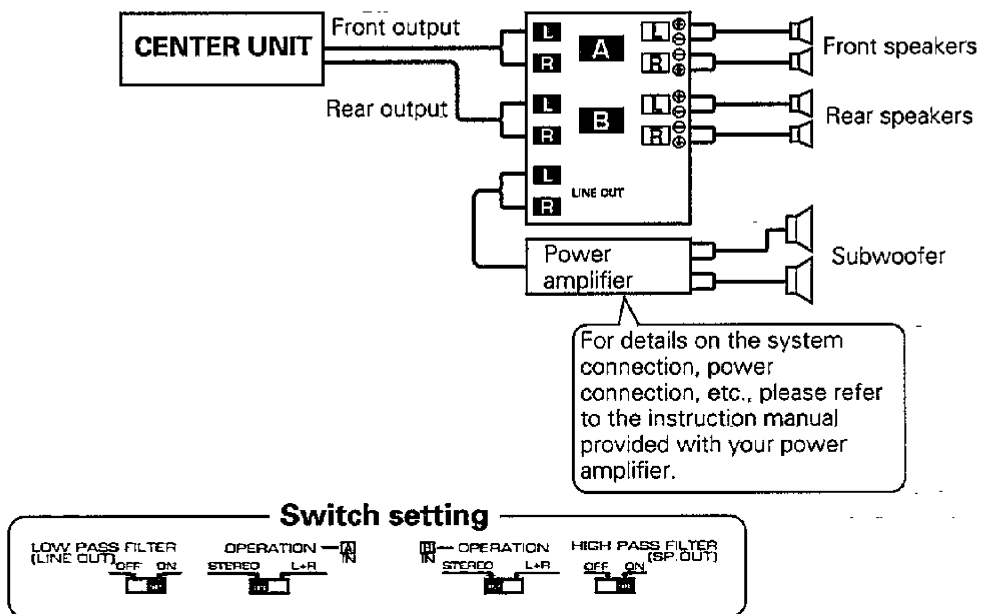 CENTER UNIT
Front output
Rear output
L
R
A
L ⊕ ⊖
R ⊖ ⊕
L
R
B
L ⊕ ⊖
R ⊖ ⊕
L
R
LINE OUT
Front speakers
Rear speakers
Power
amplifier
Subwoofer
For details on the system
connection, power
connection, etc., please refer
to the instruction manual
provided with your power
amplifier.
Switch setting
LOW PASS FILTER
(LINE OUT)
OFF ON
OPERATION A
IN
STEREO L+R
B OPERATION
IN
STEREO L+R
HIGH PASS FILTER
(SP.OUT)
OFF ON